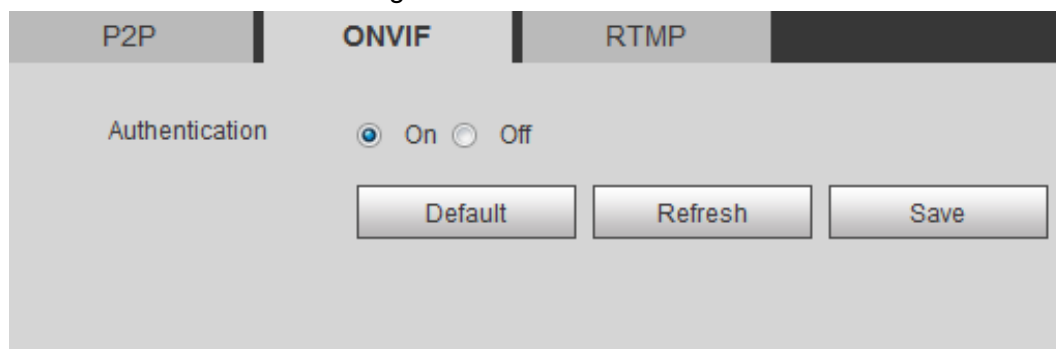 P2P ONVIF RTMP
Authentication On Off
Default Refresh Save